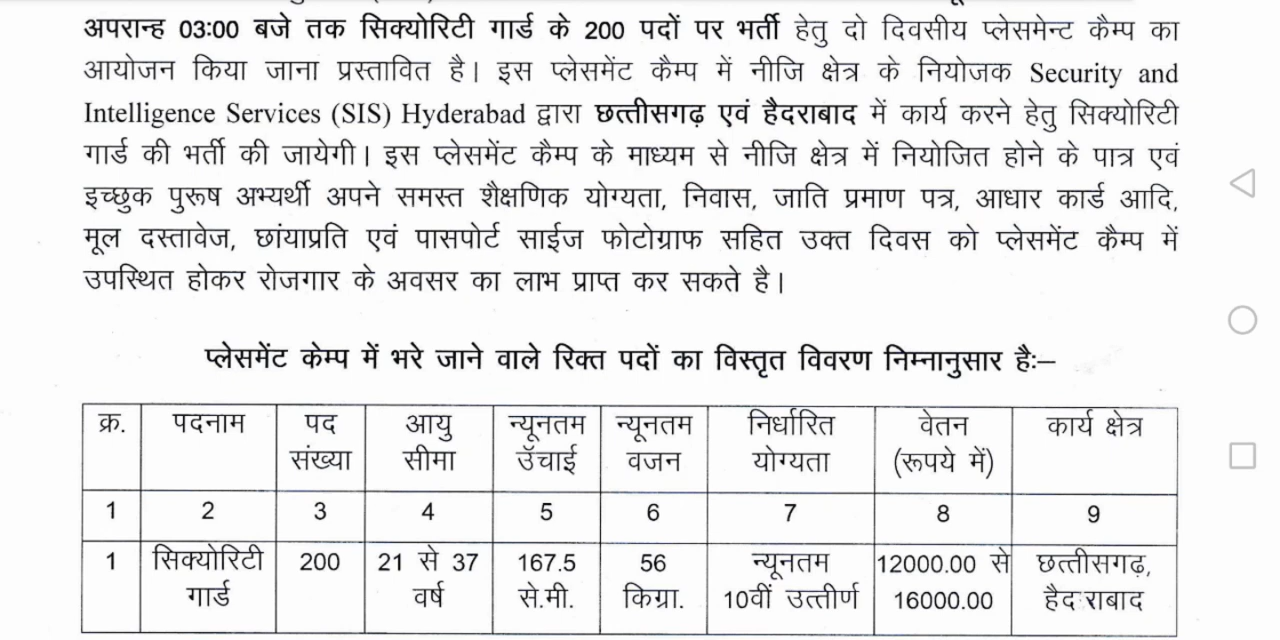 अपरान्ह 03:00 बजे तक सिक्योरिटी गार्ड के 200 पदों पर भर्ती हेतु दो दिवसीय प्लेसमेन्ट कैम्प का
आयोजन किया जाना प्रस्तावित है। इस प्लेसमेंट कैम्प में नीजि क्षेत्र के नियोजक Security and
Intelligence Services (SIS) Hyderabad द्वारा छत्तीसगढ़ एवं हैदराबाद में कार्य करने हेतु सिक्योरिटी
गार्ड की भर्ती की जायेगी। इस प्लेसमेंट कैम्प के माध्यम से नीजि क्षेत्र में नियोजित होने के पात्र एवं
इच्छुक पुरूष अभ्यर्थी अपने समस्त शैक्षणिक योग्यता, निवास, जाति प्रमाण पत्र, आधार कार्ड आदि,
मूल दस्तावेज, छांयाप्रति एवं पासपोर्ट साईज फोटोग्राफ सहित उक्त दिवस को प्लेसमेंट कैम्प में
उपस्थित होकर रोजगार के अवसर का लाभ प्राप्त कर सकते है।
प्लेसमेंट केम्प में भरे जाने वाले रिक्त पदों का विस्तृत विवरण निम्नानुसार हैः–
क्र. पदनाम पद आयु न्यूनतम न्यूनतम निर्धारित वेतन कार्य क्षेत्र
संख्या सीमा उॅचाई वजन योग्यता (रूपये में)
1 2 3 4 5 6 7 8 9
1 सिक्योरिटी 200 21 से 37 167.5 56 न्यूनतम 12000.00 से छत्तीसगढ़,
गार्ड वर्ष से.मी. किग्रा. 10वीं उत्तीर्ण 16000.00 हैदराबाद